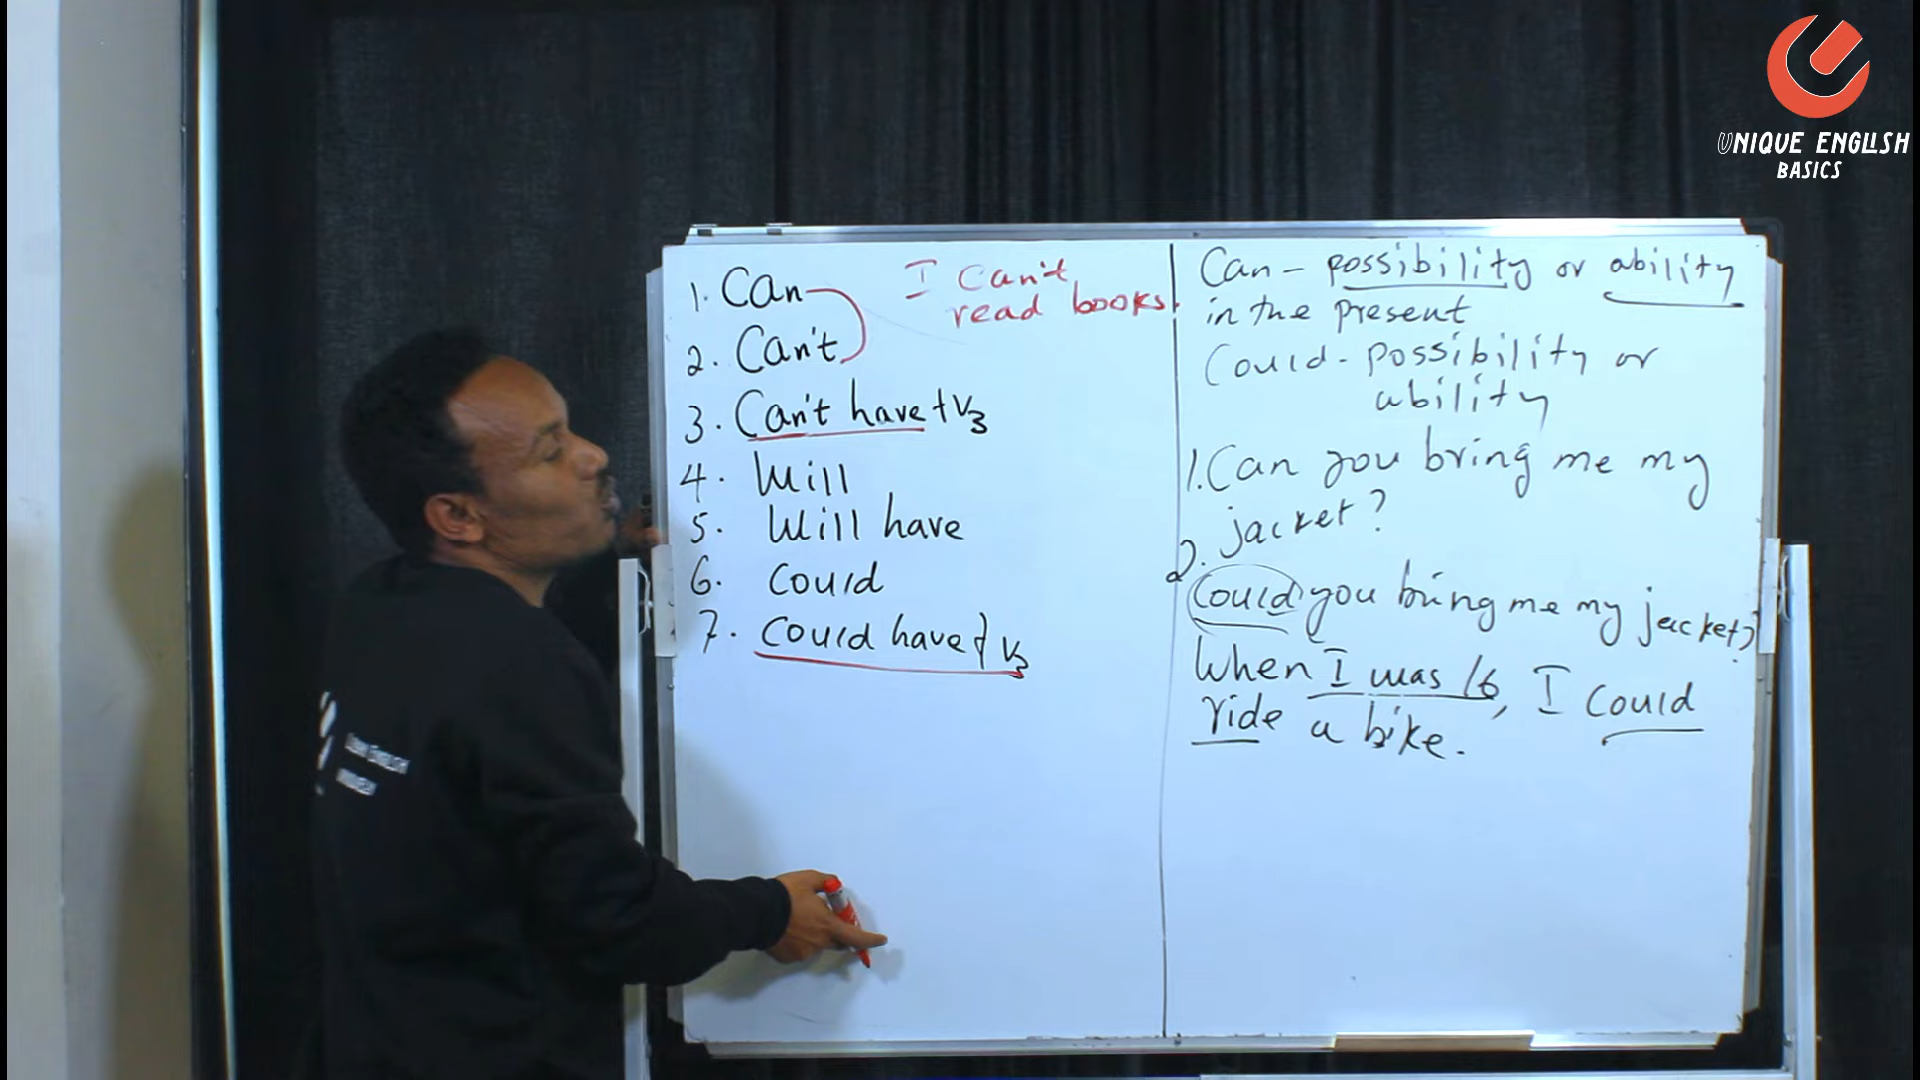 UNIQUE ENGLISH
BASICS
1. Can
2. Can't
3. Can't have + V3
4. Will
5. Will have
6. Could
7. Could have + V3
I can't
read books
Can - possibility or ability
in the present
Could - possibility or
ability
1. Can you bring me my
jacket?
2.
Could you bring me my jacket?
When I was 16, I could
ride a bike.